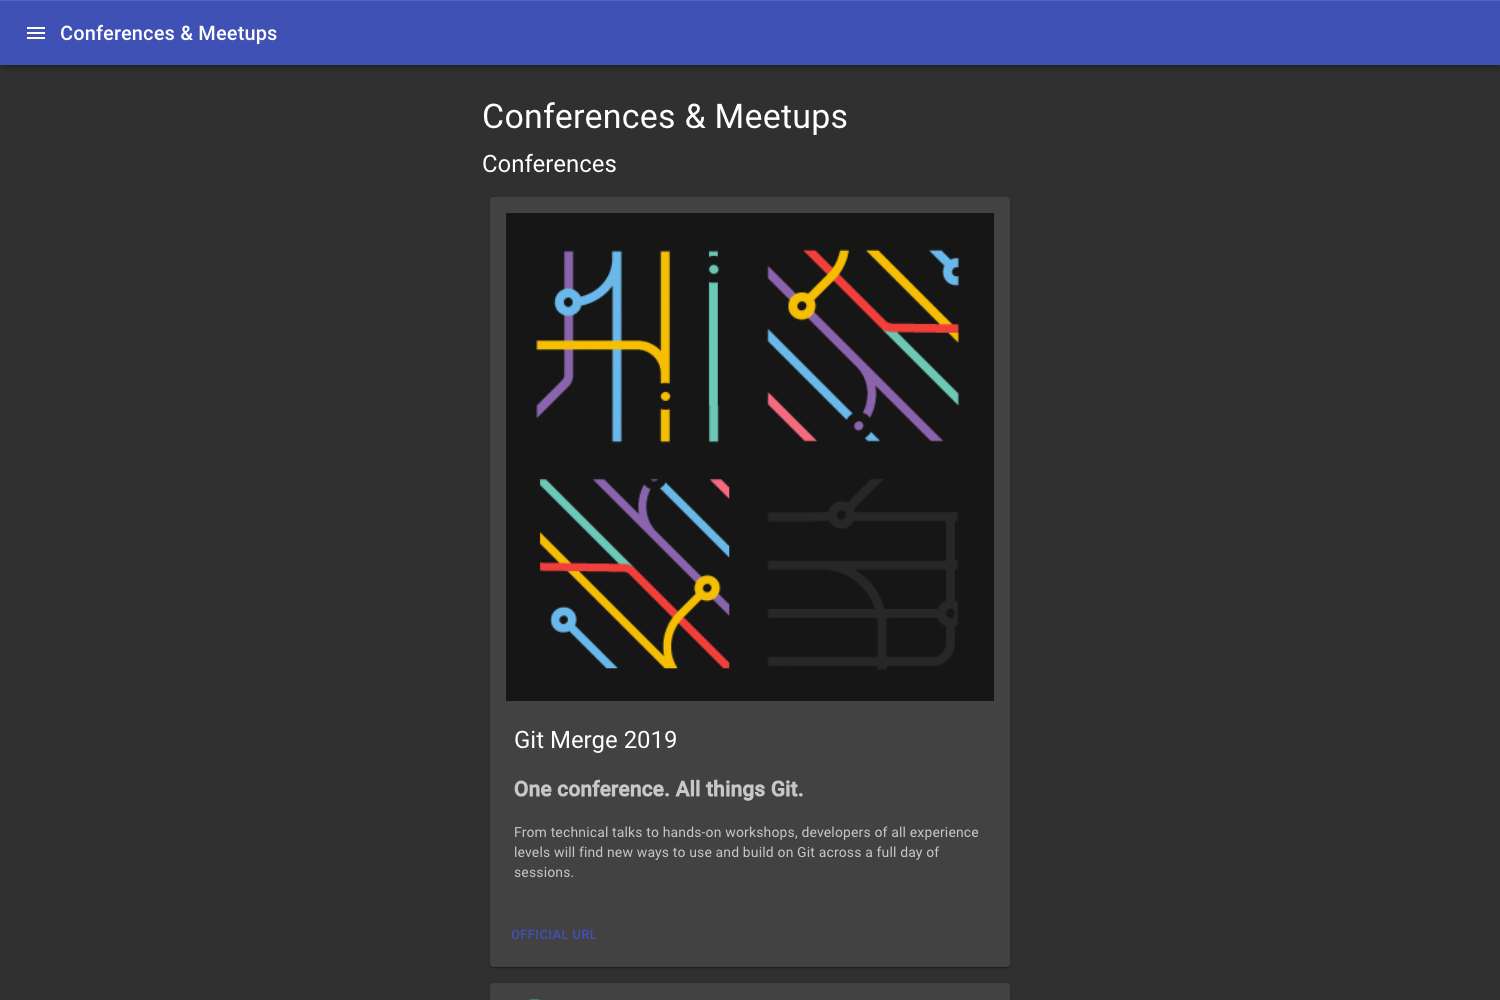 Conferences & Meetups
Conferences & Meetups
Conferences
Git Merge 2019
One conference. All things Git.
From technical talks to hands-on workshops, developers of all experience
levels will find new ways to use and build on Git across a full day of
sessions.
OFFICIAL URL